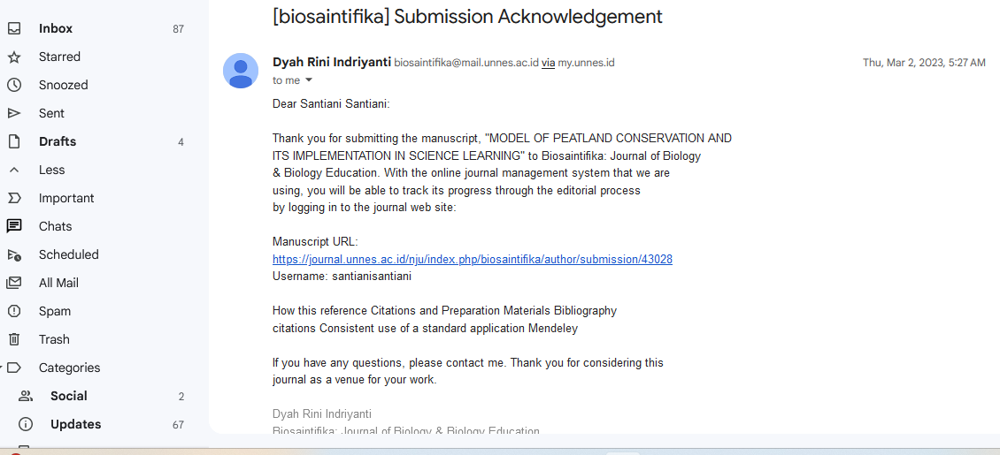 [biosaintifika] Submission Acknowledgement
Inbox 87
Starred
Snoozed
Sent
Drafts 4
Less
Important
Chats
Scheduled
All Mail
Spam
Trash
Categories
Social 2
Updates 67
Dyah Rini Indriyanti biosaintifika@mail.unnes.ac.id via my.unnes.id
Thu, Mar 2, 2023, 5:27 AM
to me
Dear Santiani Santiani:
Thank you for submitting the manuscript, "MODEL OF PEATLAND CONSERVATION AND
ITS IMPLEMENTATION IN SCIENCE LEARNING" to Biosaintifika: Journal of Biology
& Biology Education. With the online journal management system that we are
using, you will be able to track its progress through the editorial process
by logging in to the journal web site:
Manuscript URL:
https://journal.unnes.ac.id/nju/index.php/biosaintifika/author/submission/43028
Username: santianisantiani
How this reference Citations and Preparation Materials Bibliography
citations Consistent use of a standard application Mendeley
If you have any questions, please contact me. Thank you for considering this
journal as a venue for your work.
Dyah Rini Indriyanti
Biosaintifika: Journal of Biology & Biology Education